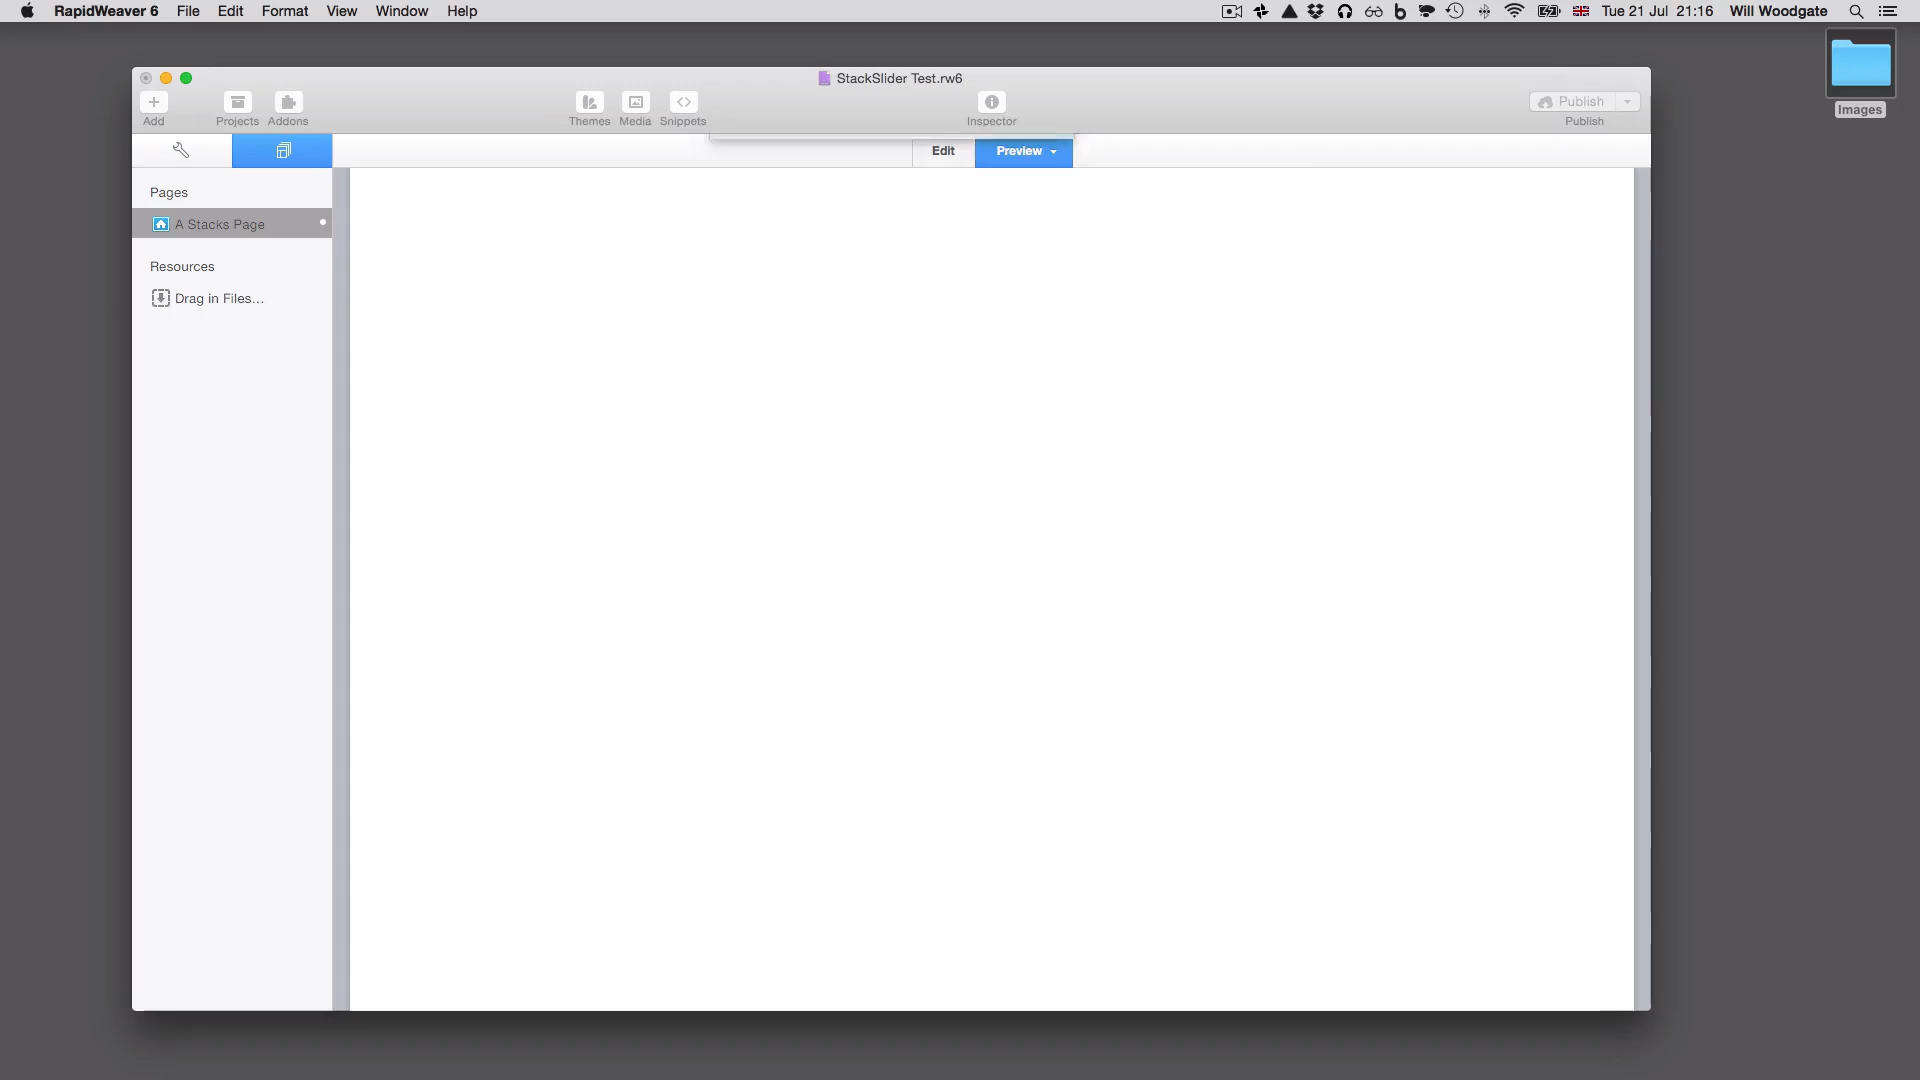 RapidWeaver 6 File Edit Format View Window Help Tue 21 Jul 21:16 Will Woodgate
Images
StackSlider Test.rw6
Add Projects Addons Themes Media Snippets Inspector Publish
Publish
Edit Preview
Pages
A Stacks Page
Resources
Drag in Files...